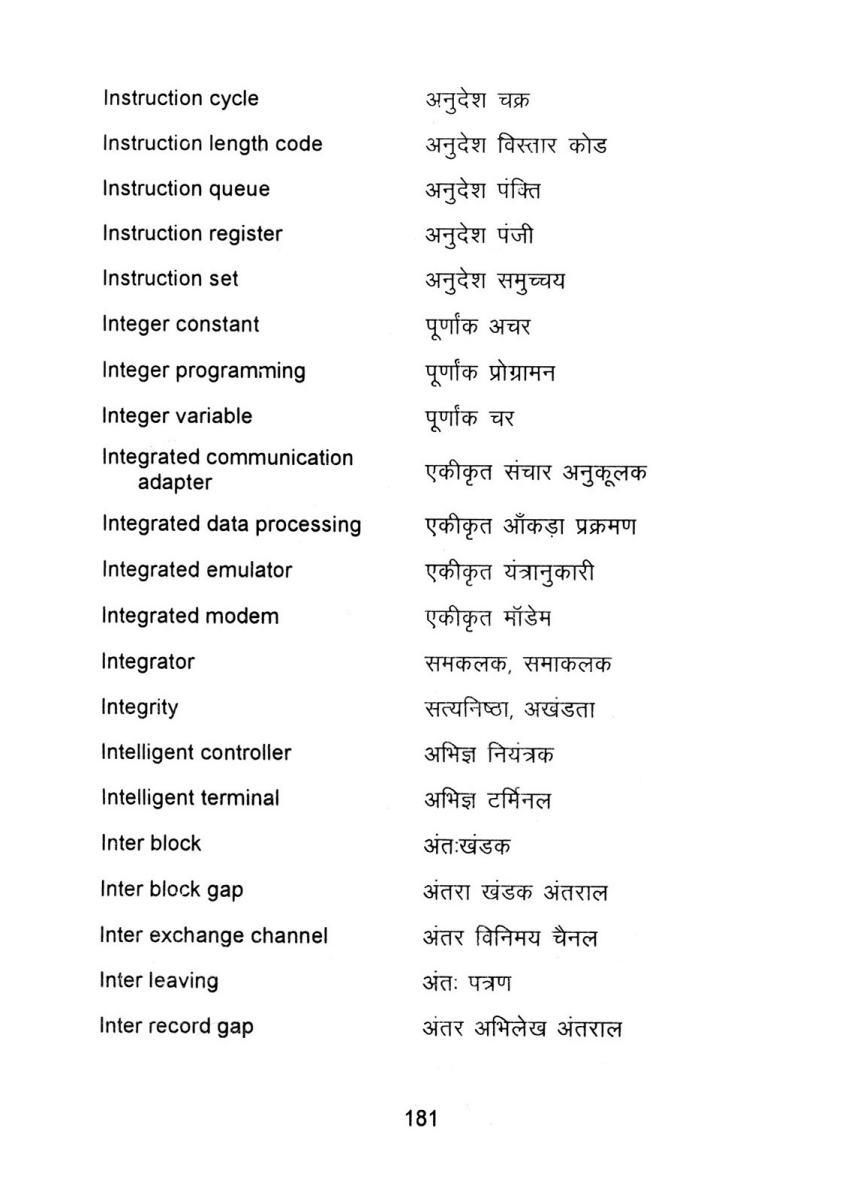 Instruction cycle अनुदेश चक्र
Instruction length code अनुदेश विस्तार कोड
Instruction queue अनुदेश पंक्ति
Instruction register अनुदेश पंजी
Instruction set अनुदेश समुच्चय
Integer constant पूर्णांक अचर
Integer programming पूर्णांक प्रोग्रामन
Integer variable पूर्णांक चर
Integrated communication
adapter एकीकृत संचार अनुकूलक
Integrated data processing एकीकृत आँकड़ा प्रक्रमण
Integrated emulator एकीकृत यंत्रानुकारी
Integrated modem एकीकृत मॉडेम
Integrator समकलक, समाकलक
Integrity सत्यनिष्ठा, अखंडता
Intelligent controller अभिज्ञ नियंत्रक
Intelligent terminal अभिज्ञ टर्मिनल
Inter block अंतःखंडक
Inter block gap अंतरा खंडक अंतराल
Inter exchange channel अंतर विनिमय चैनल
Inter leaving अंतः पत्रण
Inter record gap अंतर अभिलेख अंतराल
181